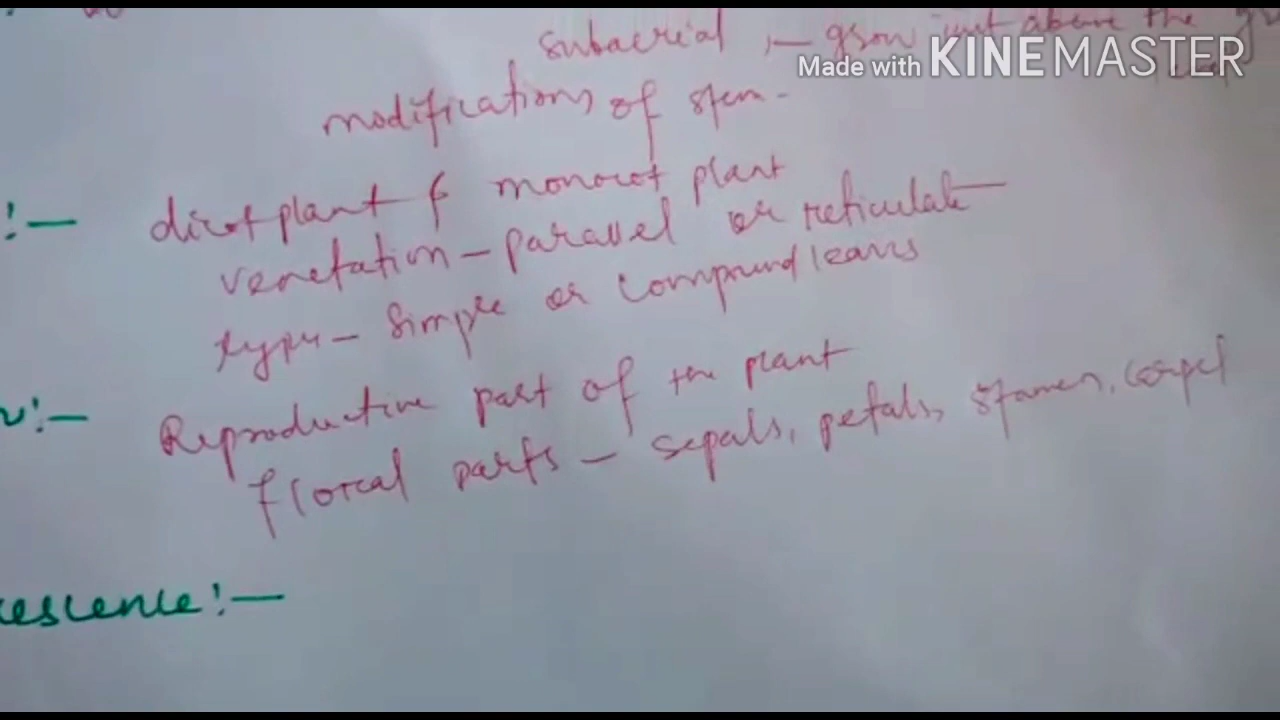 subaerial :- grow just above the
Made with KINEMASTER
modifications of stem -
!- dicot plant & monocot plant
venetation - parallel or reticulate
type - simple or compound leaves
!- Reproductive part of the plant
floral parts - sepals, petals, stamen, carpel
escence!-